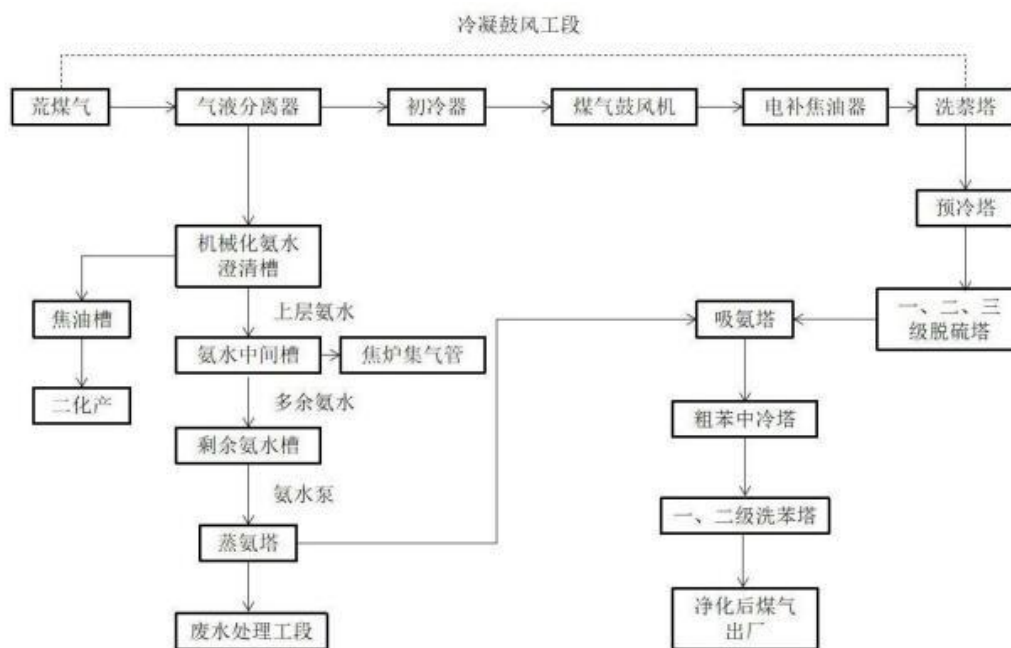 冷凝鼓风工段
荒煤气
气液分离器
初冷器
煤气鼓风机
电补焦油器
洗萘塔
预冷塔
机械化氨水
澄清槽
焦油槽
上层氨水
吸氨塔
一、二、三
级脱硫塔
氨水中间槽
焦炉集气管
二化产
多余氨水
粗苯中冷塔
剩余氨水槽
氨水泵
一、二级洗苯塔
蒸氨塔
净化后煤气
出厂
废水处理工段